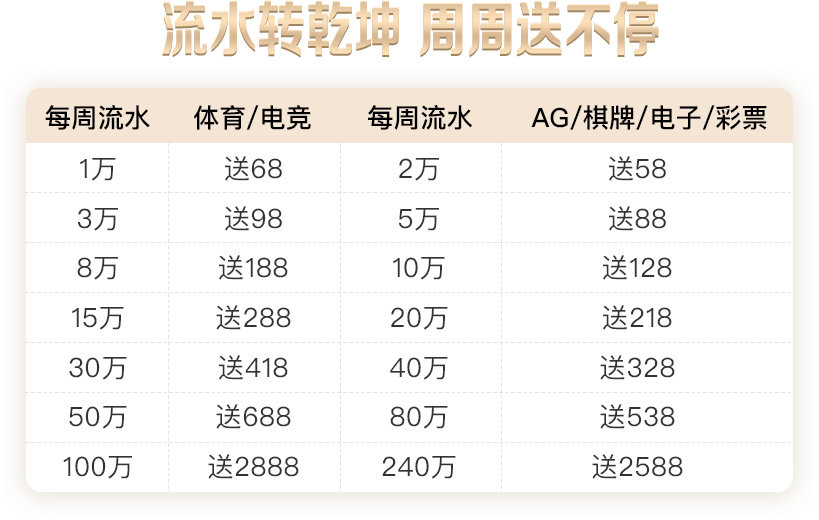 流水转乾坤 周周送不停
每周流水 体育/电竞 每周流水 AG/棋牌/电子/彩票
1万 送68 2万 送58
3万 送98 5万 送88
8万 送188 10万 送128
15万 送288 20万 送218
30万 送418 40万 送328
50万 送688 80万 送538
100万 送2888 240万 送2588